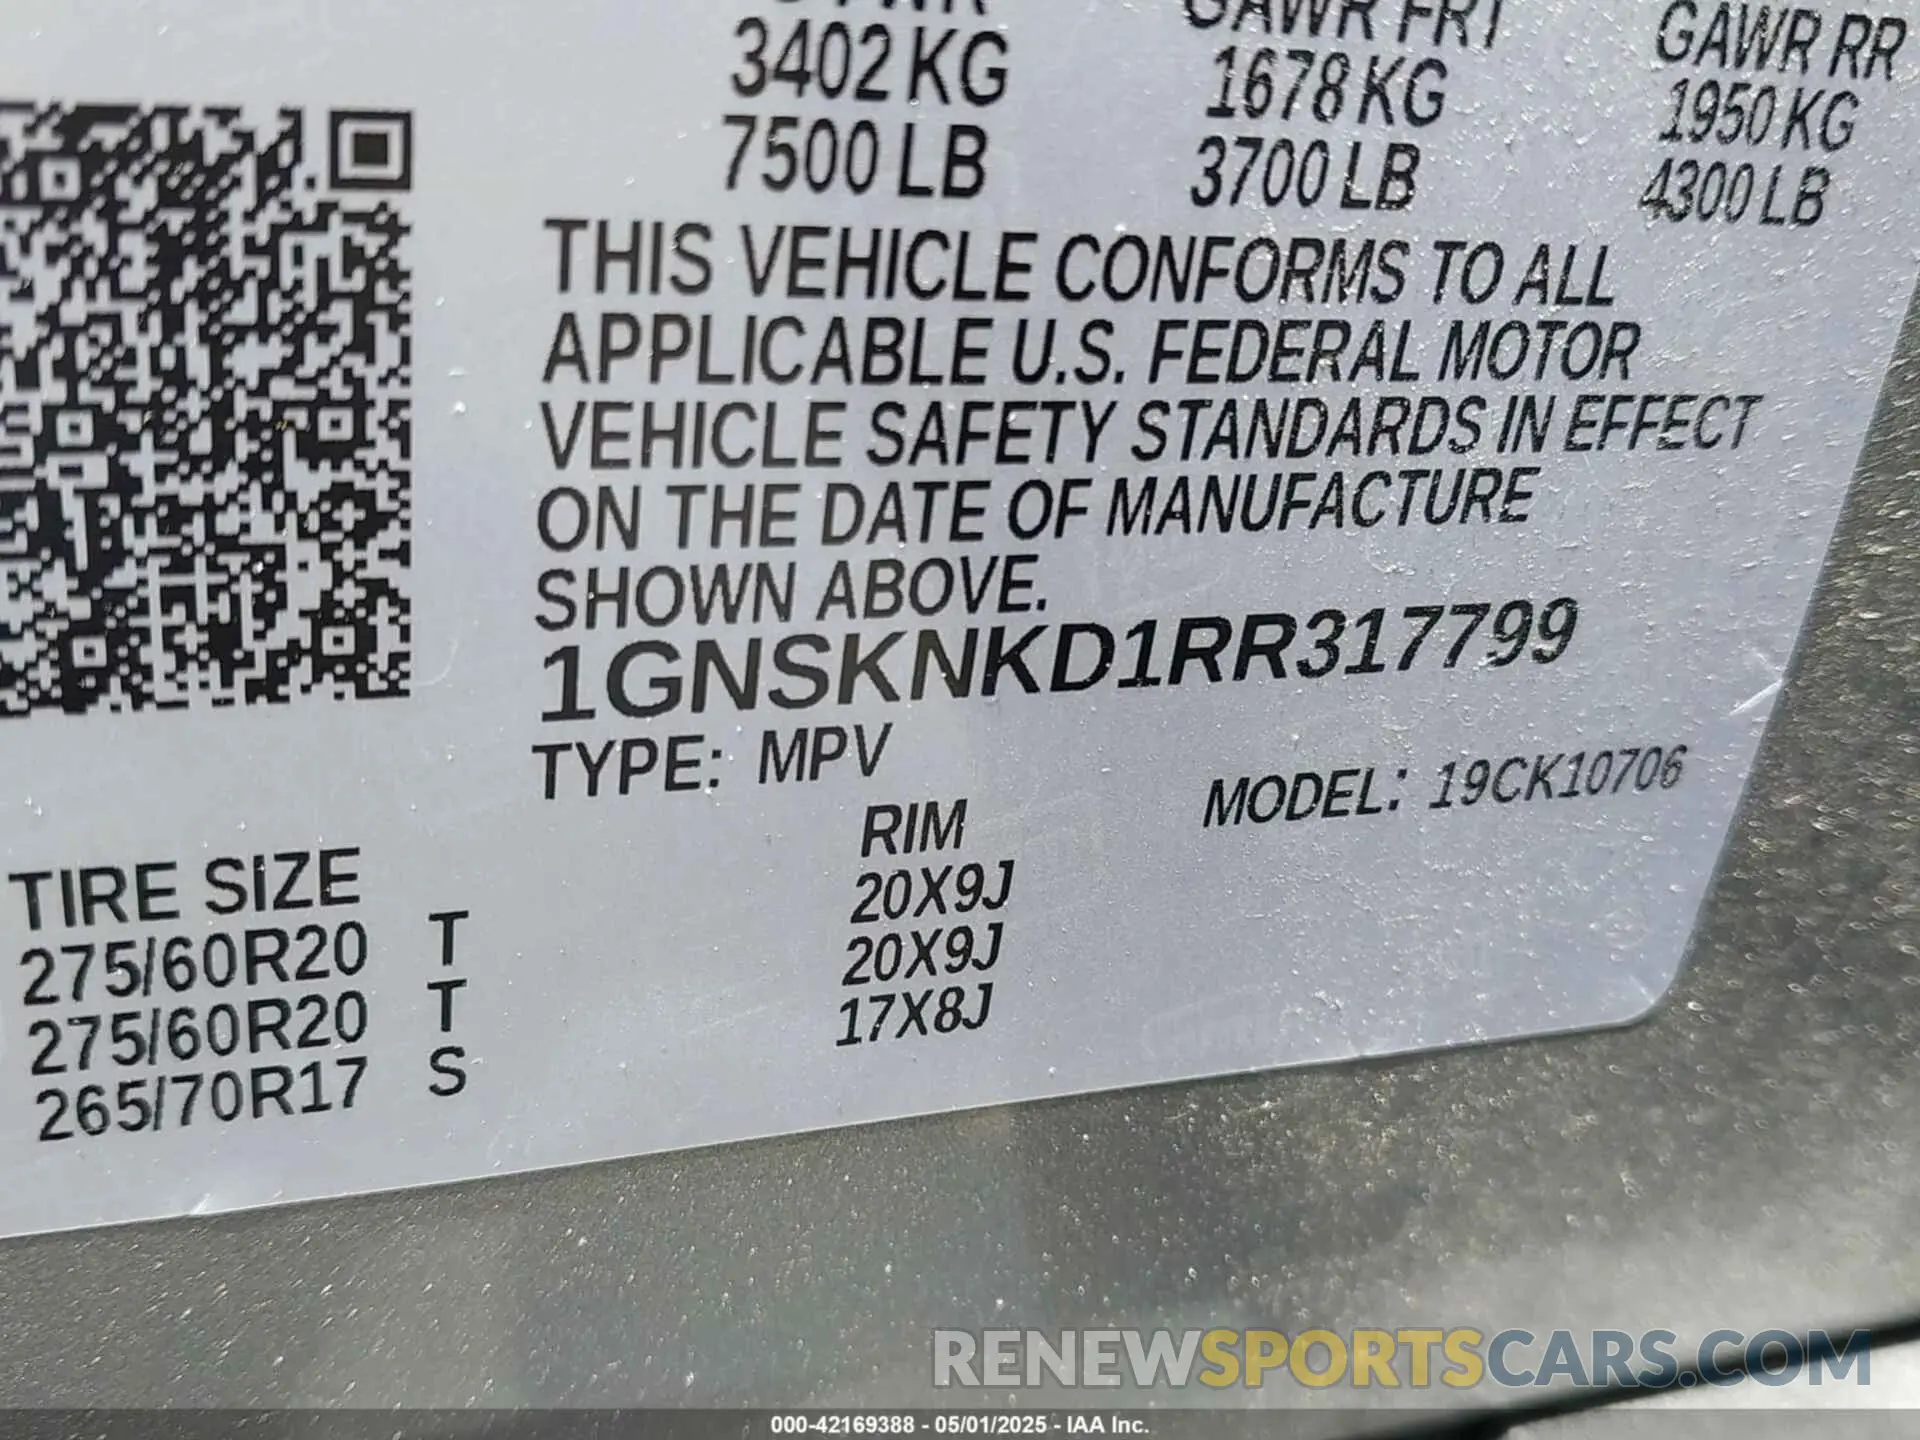 GAWR FRT GAWR RR
3402 KG 1678 KG 1950 KG
7500 LB 3700 LB 4300 LB
THIS VEHICLE CONFORMS TO ALL
APPLICABLE U.S. FEDERAL MOTOR
VEHICLE SAFETY STANDARDS IN EFFECT
ON THE DATE OF MANUFACTURE
SHOWN ABOVE.
1GNSKNKD1RR317799
TYPE: MPV MODEL: 19CK10706
TIRE SIZE RIM
275/60R20 T 20X9J
275/60R20 T 20X9J
265/70R17 S 17X8J
RENEWSPORTSCARS.COM
000-42169388 - 05/01/2025 - IAA Inc.